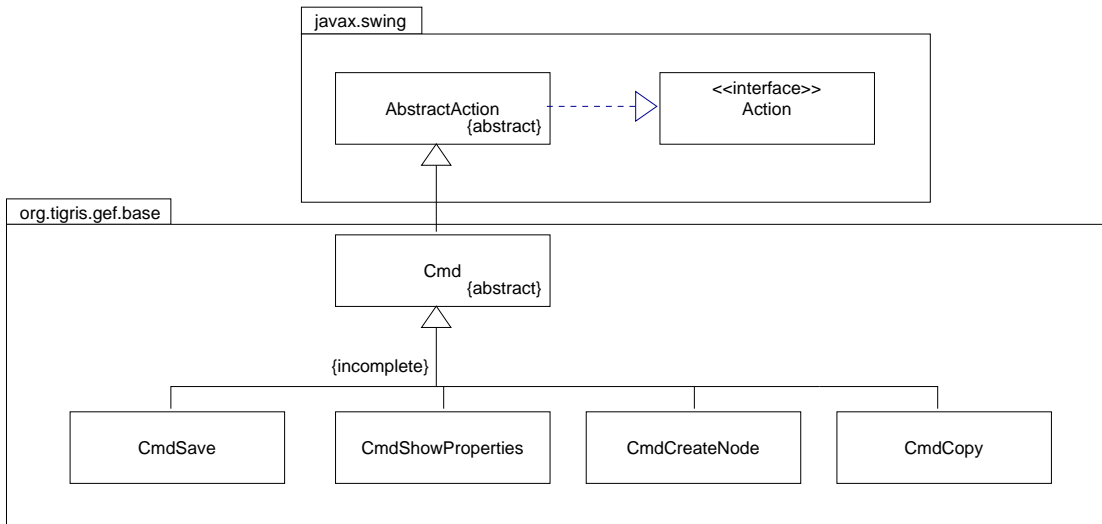 javax.swing
AbstractAction
{abstract}
<<interface>>
Action
org.tigris.gef.base
Cmd
{abstract}
{incomplete}
CmdSave
CmdShowProperties
CmdCreateNode
CmdCopy